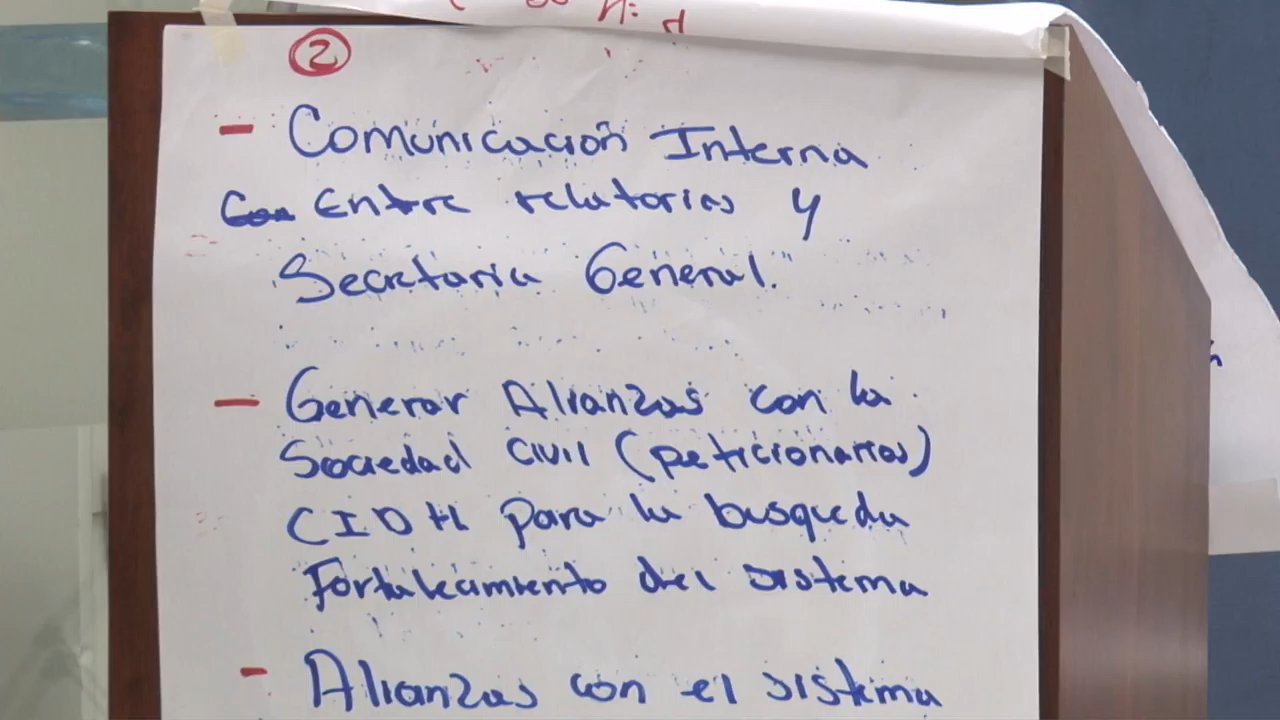 2
- Comunicación Interna
Entre relatorias y
Secretaria General.
- Generar Alianzas con la
Sociedad Civil (peticionarios)
CIDH para la busqueda
Fortalecimiento del sistema
- Alianzas con el sistema